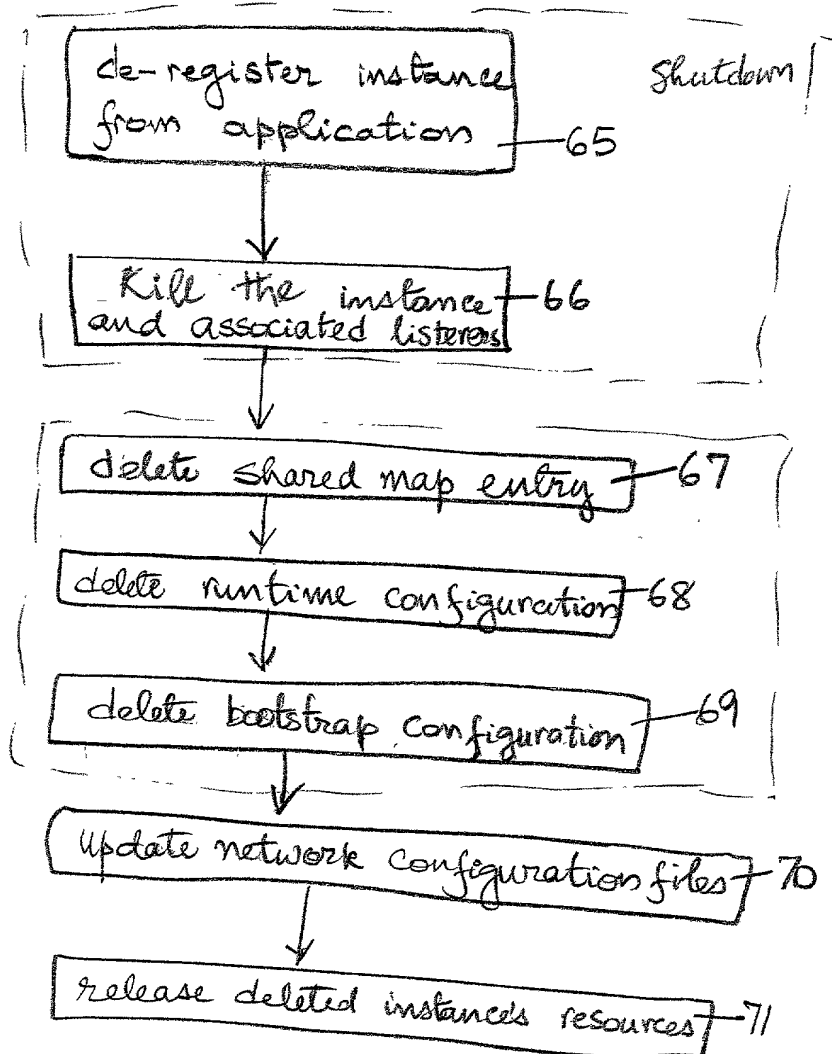 de-register instance
Shutdown
from application
65
Kill the instance
66
and associated listeners
delete shared map entry
67
delete runtime configuration
68
delete bootstrap configuration
69
update network configuration files
70
release deleted instance's resources
71